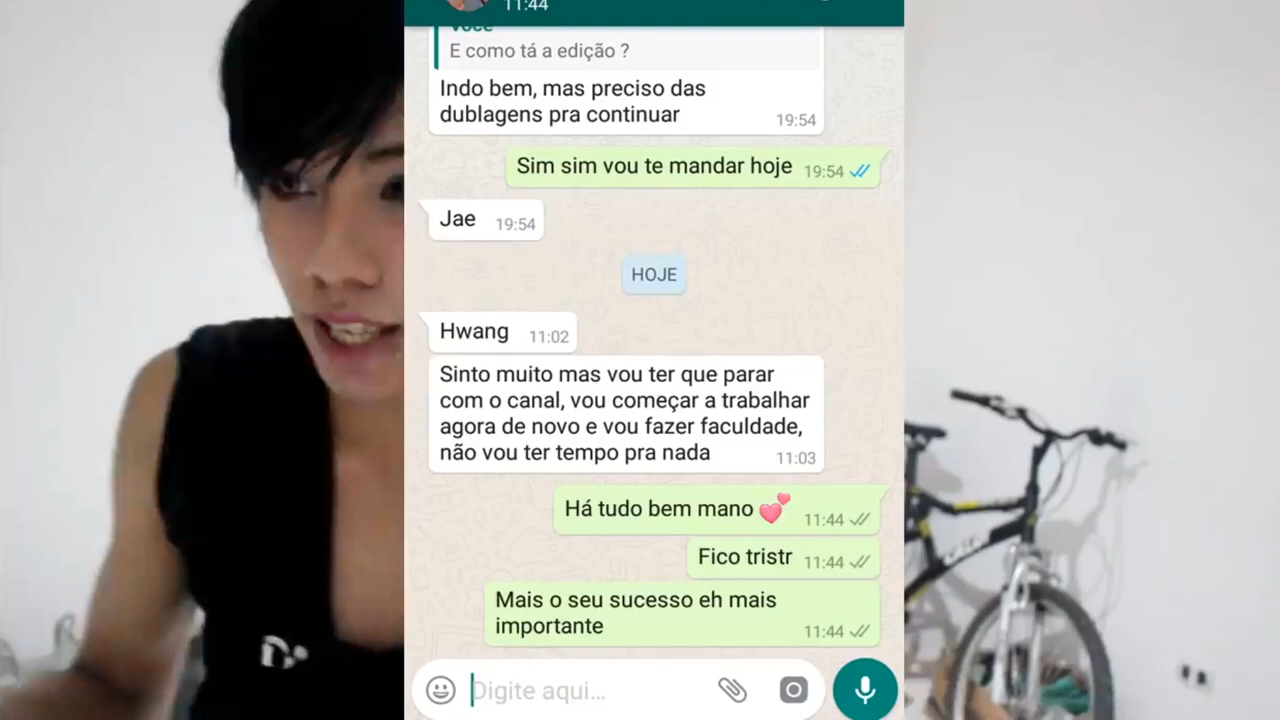 11:44
Você
E como tá a edição ?
Indo bem, mas preciso das
dublagens pra continuar
19:54
Sim sim vou te mandar hoje 19:54
Jae 19:54
HOJE
Hwang 11:02
Sinto muito mas vou ter que parar
com o canal, vou começar a trabalhar
agora de novo e vou fazer faculdade,
não vou ter tempo pra nada
11:03
Há tudo bem mano 💕 11:44
Fico tristr 11:44
Mais o seu sucesso eh mais
importante
11:44
Digite aqui...